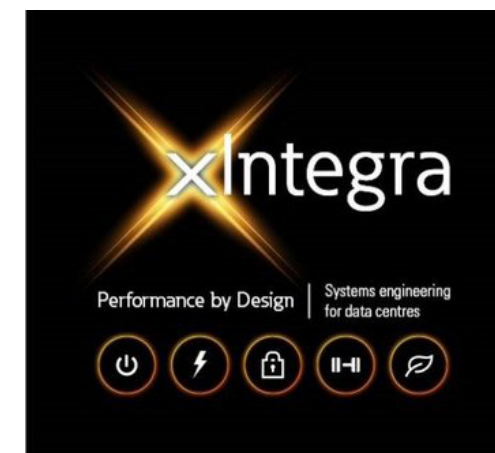 xIntegra
Performance by Design
Systems engineering
for data centres